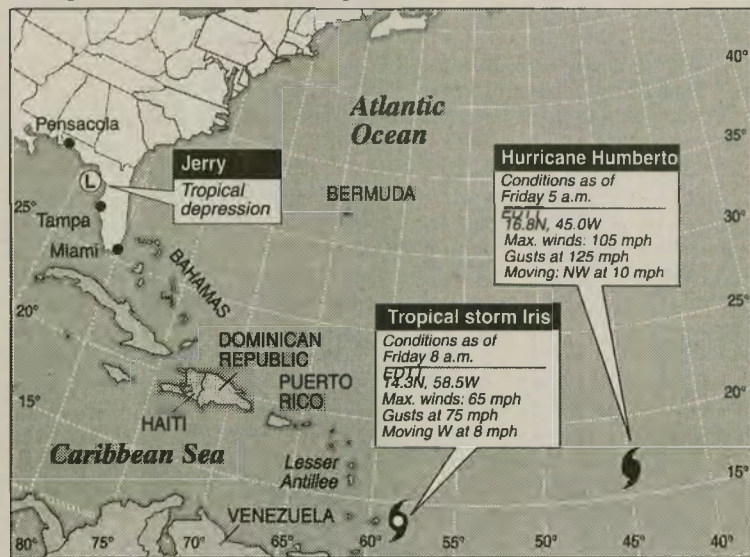 40°
Pensacola
Atlantic
Ocean
35°
Jerry
Tropical
depression
Hurricane Humberto
Conditions as of
Friday 5 a.m.
EDT1
16.8N, 45.0W
Max. winds: 105 mph
Gusts at 125 mph
Moving: NW at 10 mph
L
BERMUDA
30°
25°
Tampa
Miami
BAHAMAS
25°
20°
Tropical storm Iris
Conditions as of
Friday 8 a.m.
EDT1
14.3N, 58.5W
Max. winds: 65 mph
Gusts at 75 mph
Moving W at 8 mph
DOMINICAN
REPUBLIC
PUERTO
RICO
20°
15°
HAITI
Caribbean Sea
Lesser
Antillee
15°
VENEZUELA
80°
75°
70°
65°
60°
55°
50°
45°
40°